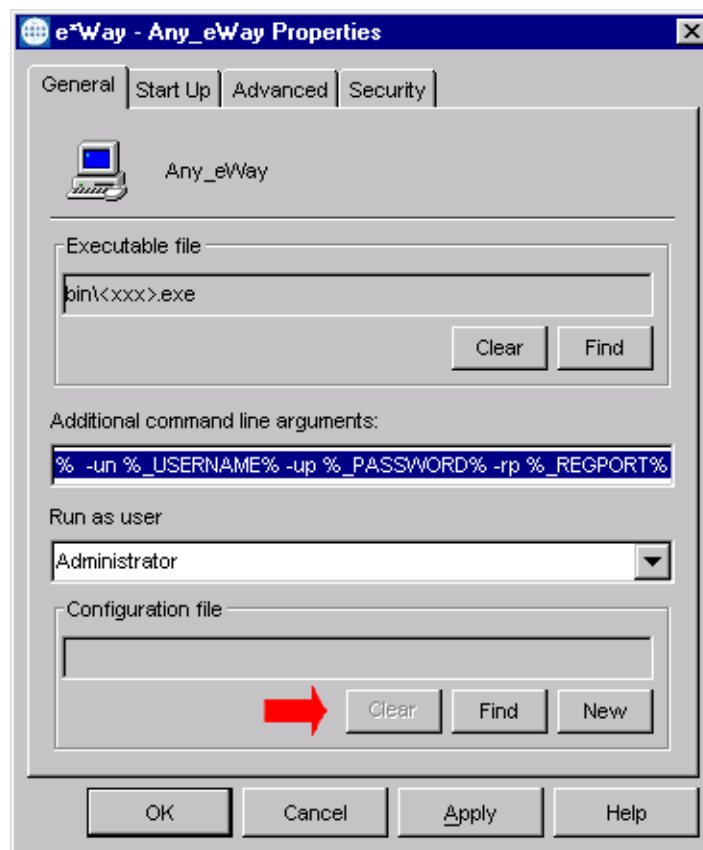 e*Way - Any_eWay Properties
General Start Up Advanced Security
Any_eWay
Executable file
bin\<xxx>.exe
Clear Find
Additional command line arguments:
% -un %_USERNAME% -up %_PASSWORD% -rp %_REGPORT%
Run as user
Administrator
Configuration file
Clear Find New
OK Cancel Apply Help